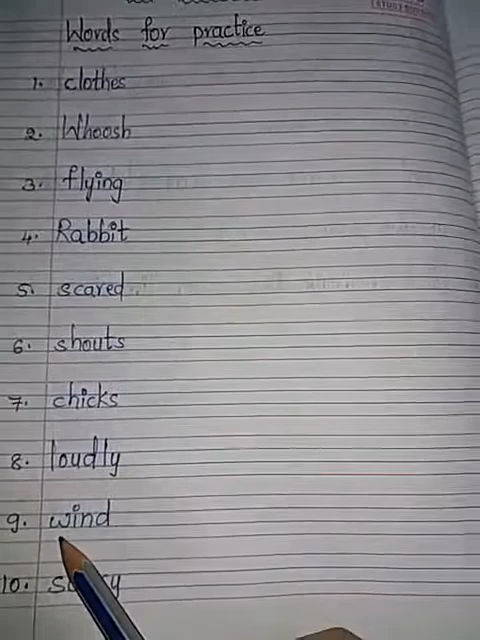 Words for practice
1. clothes
2. Whoosh
3. flying
4. Rabbit
5. scared
6. shouts
7. chicks
8. loudly
9. wind
10.